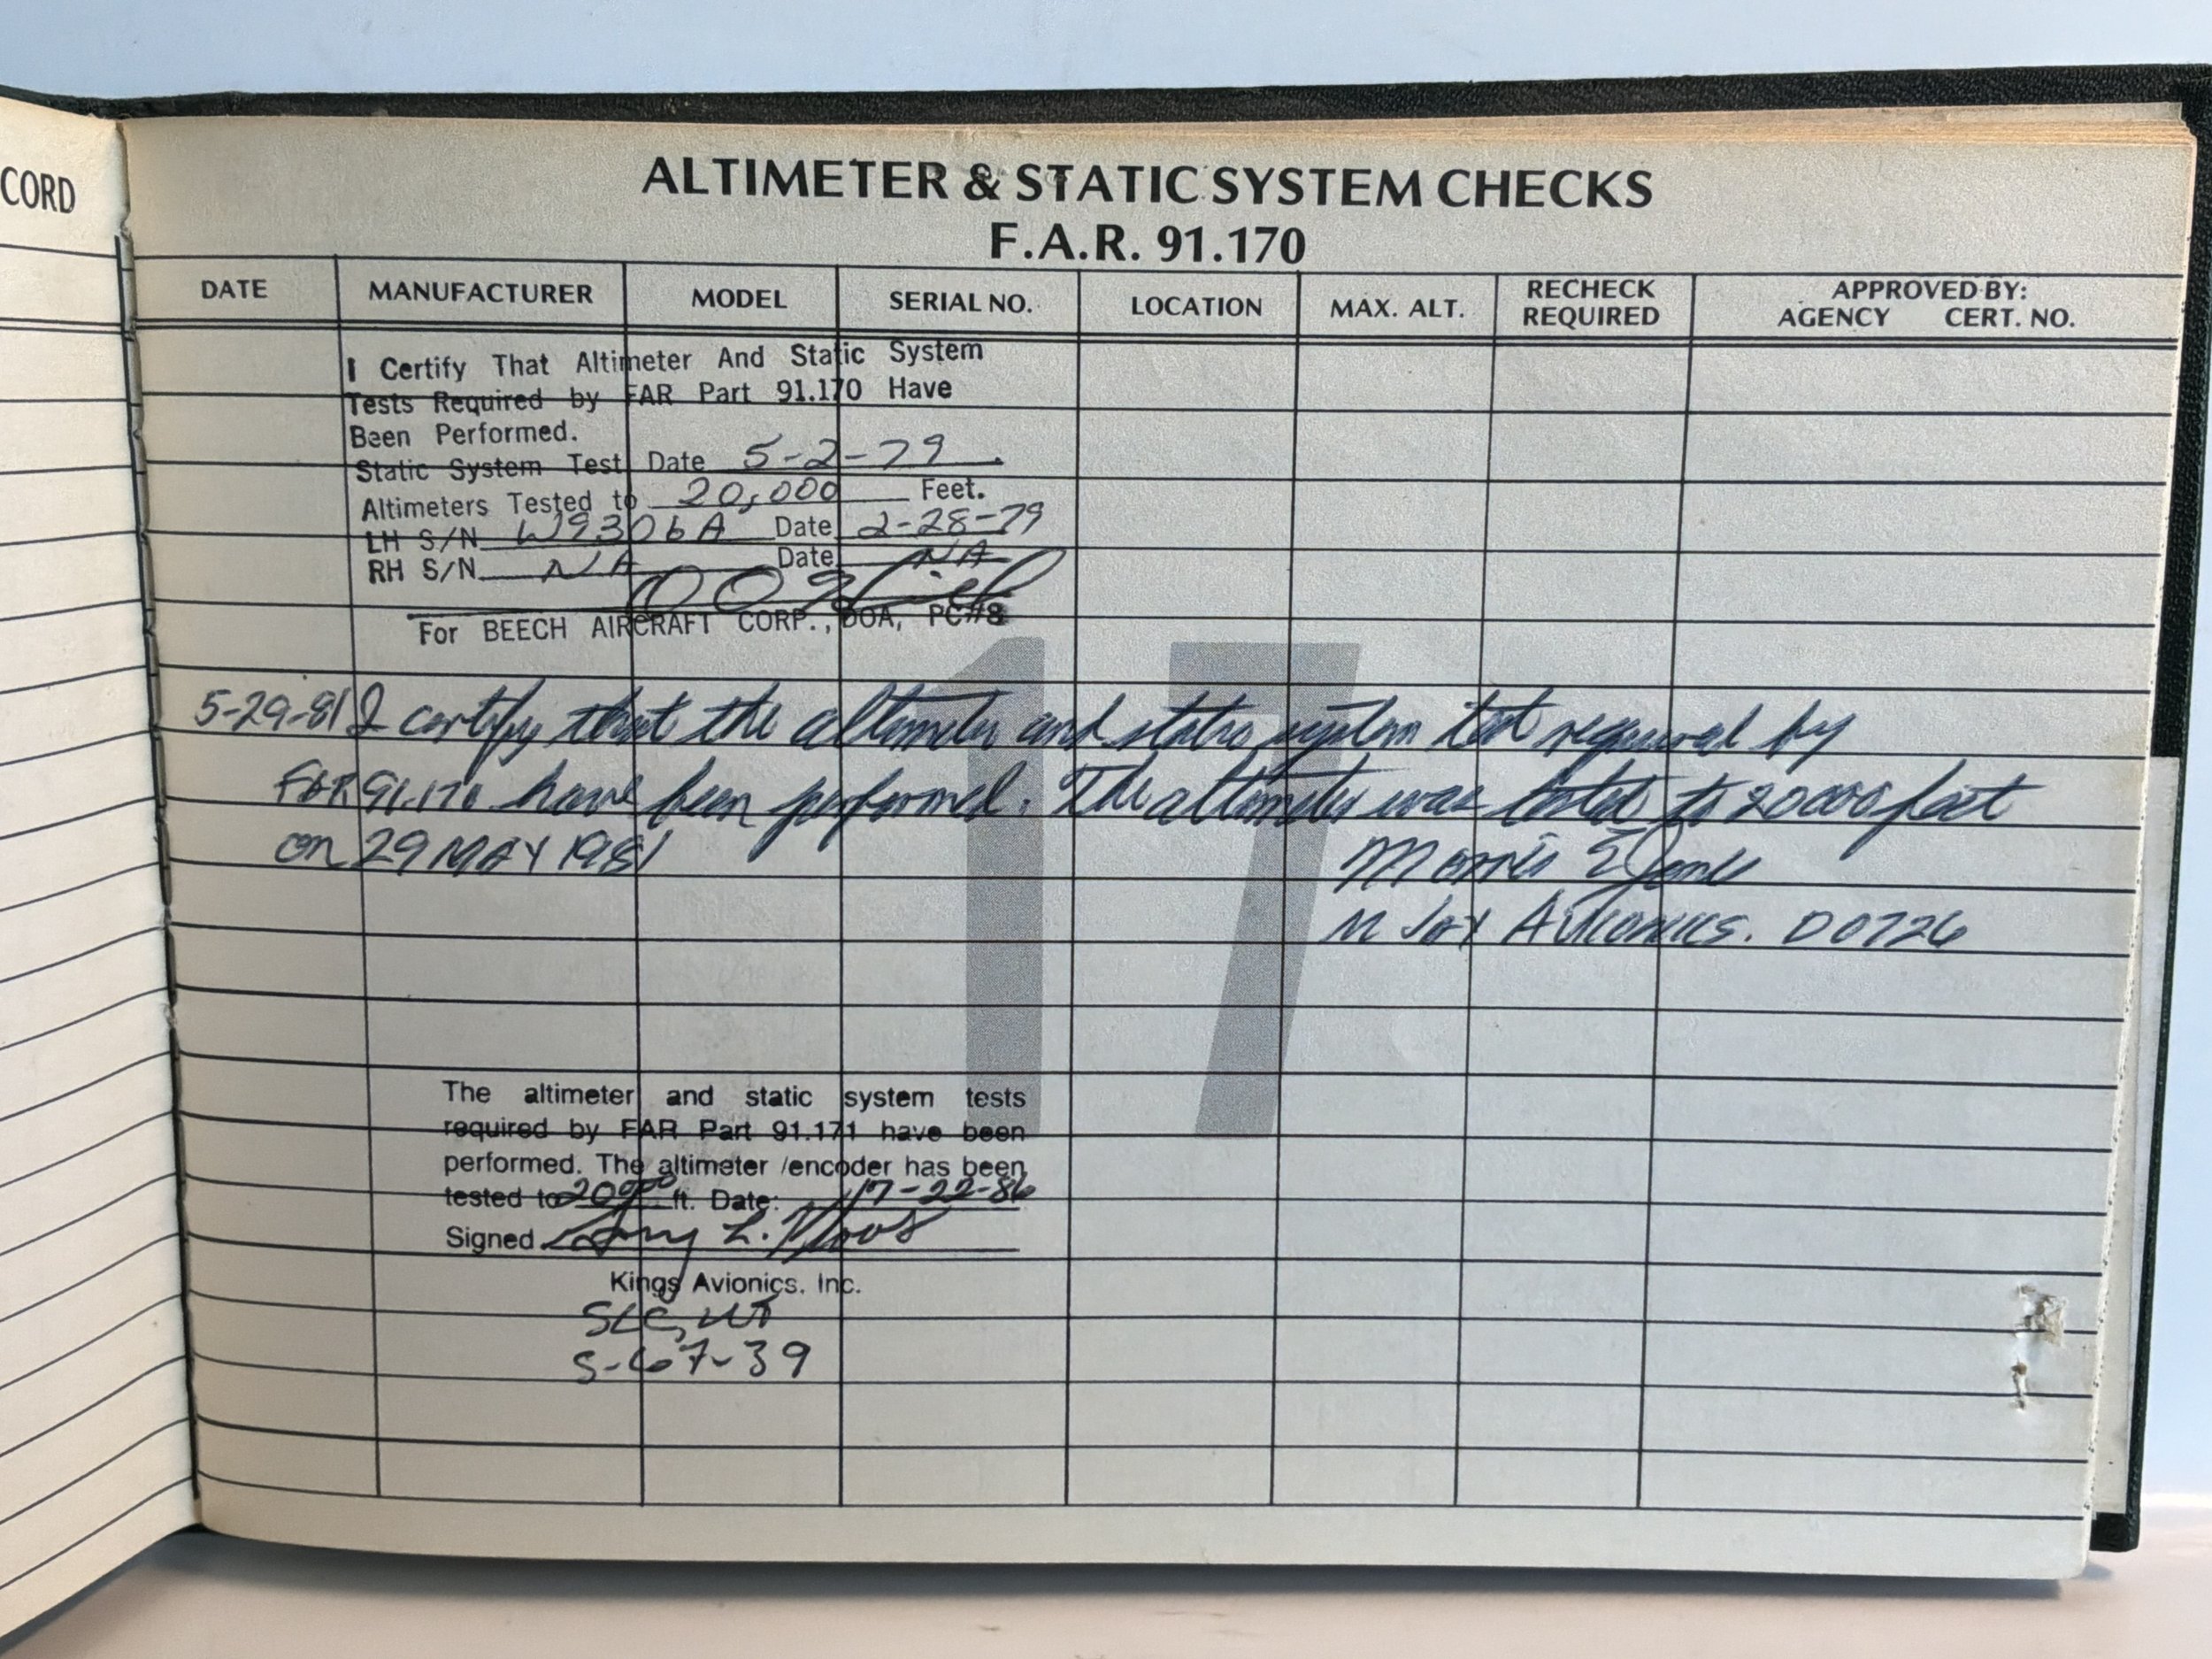 CORD
ALTIMETER & STATIC SYSTEM CHECKS
F.A.R. 91.170
DATE MANUFACTURER MODEL SERIAL NO. LOCATION MAX. ALT. RECHECK REQUIRED APPROVED BY: AGENCY CERT. NO.
I Certify That Altimeter And Static System
Tests Required by FAR Part 91.170 Have
Been Performed.
Static System Test Date 5-2-79.
Altimeters Tested to 20,000 Feet.
LH S/N W9306A Date 2-28-79
RH S/N NA Date NA
For BEECH AIRCRAFT CORP., DOA, PC#8
17
5-29-81 I certify that the altimeter and static system test required by
FAR 91.170 have been performed. The altimeter was tested to 20000 feet
on 29 MAY 1981
Morris E
M JAY AVIONICS. D0726
The altimeter and static system tests
required by FAR Part 91.171 have been
performed. The altimeter /encoder has been
tested to 20000 ft. Date: 17-22-86
Signed L.
Kings Avionics. Inc.
SLC, UT
S-67-39